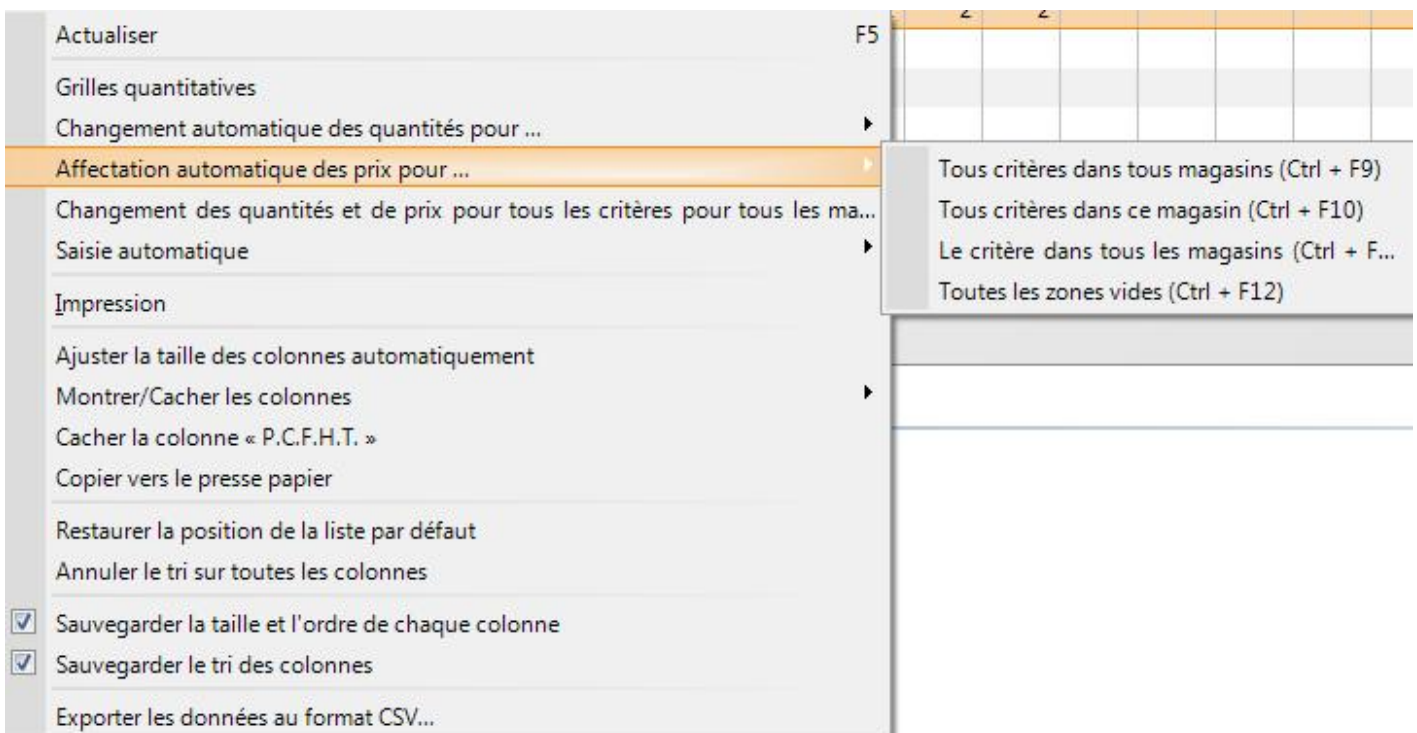 2 2
Actualiser F5
Grilles quantitatives
Changement automatique des quantités pour ...
Affectation automatique des prix pour ...
Changement des quantités et de prix pour tous les critères pour tous les ma...
Saisie automatique
Impression
Ajuster la taille des colonnes automatiquement
Montrer/Cacher les colonnes
Cacher la colonne « P.C.F.H.T. »
Copier vers le presse papier
Restaurer la position de la liste par défaut
Annuler le tri sur toutes les colonnes
Sauvegarder la taille et l'ordre de chaque colonne
Sauvegarder le tri des colonnes
Exporter les données au format CSV...
Tous critères dans tous magasins (Ctrl + F9)
Tous critères dans ce magasin (Ctrl + F10)
Le critère dans tous les magasins (Ctrl + F...
Toutes les zones vides (Ctrl + F12)